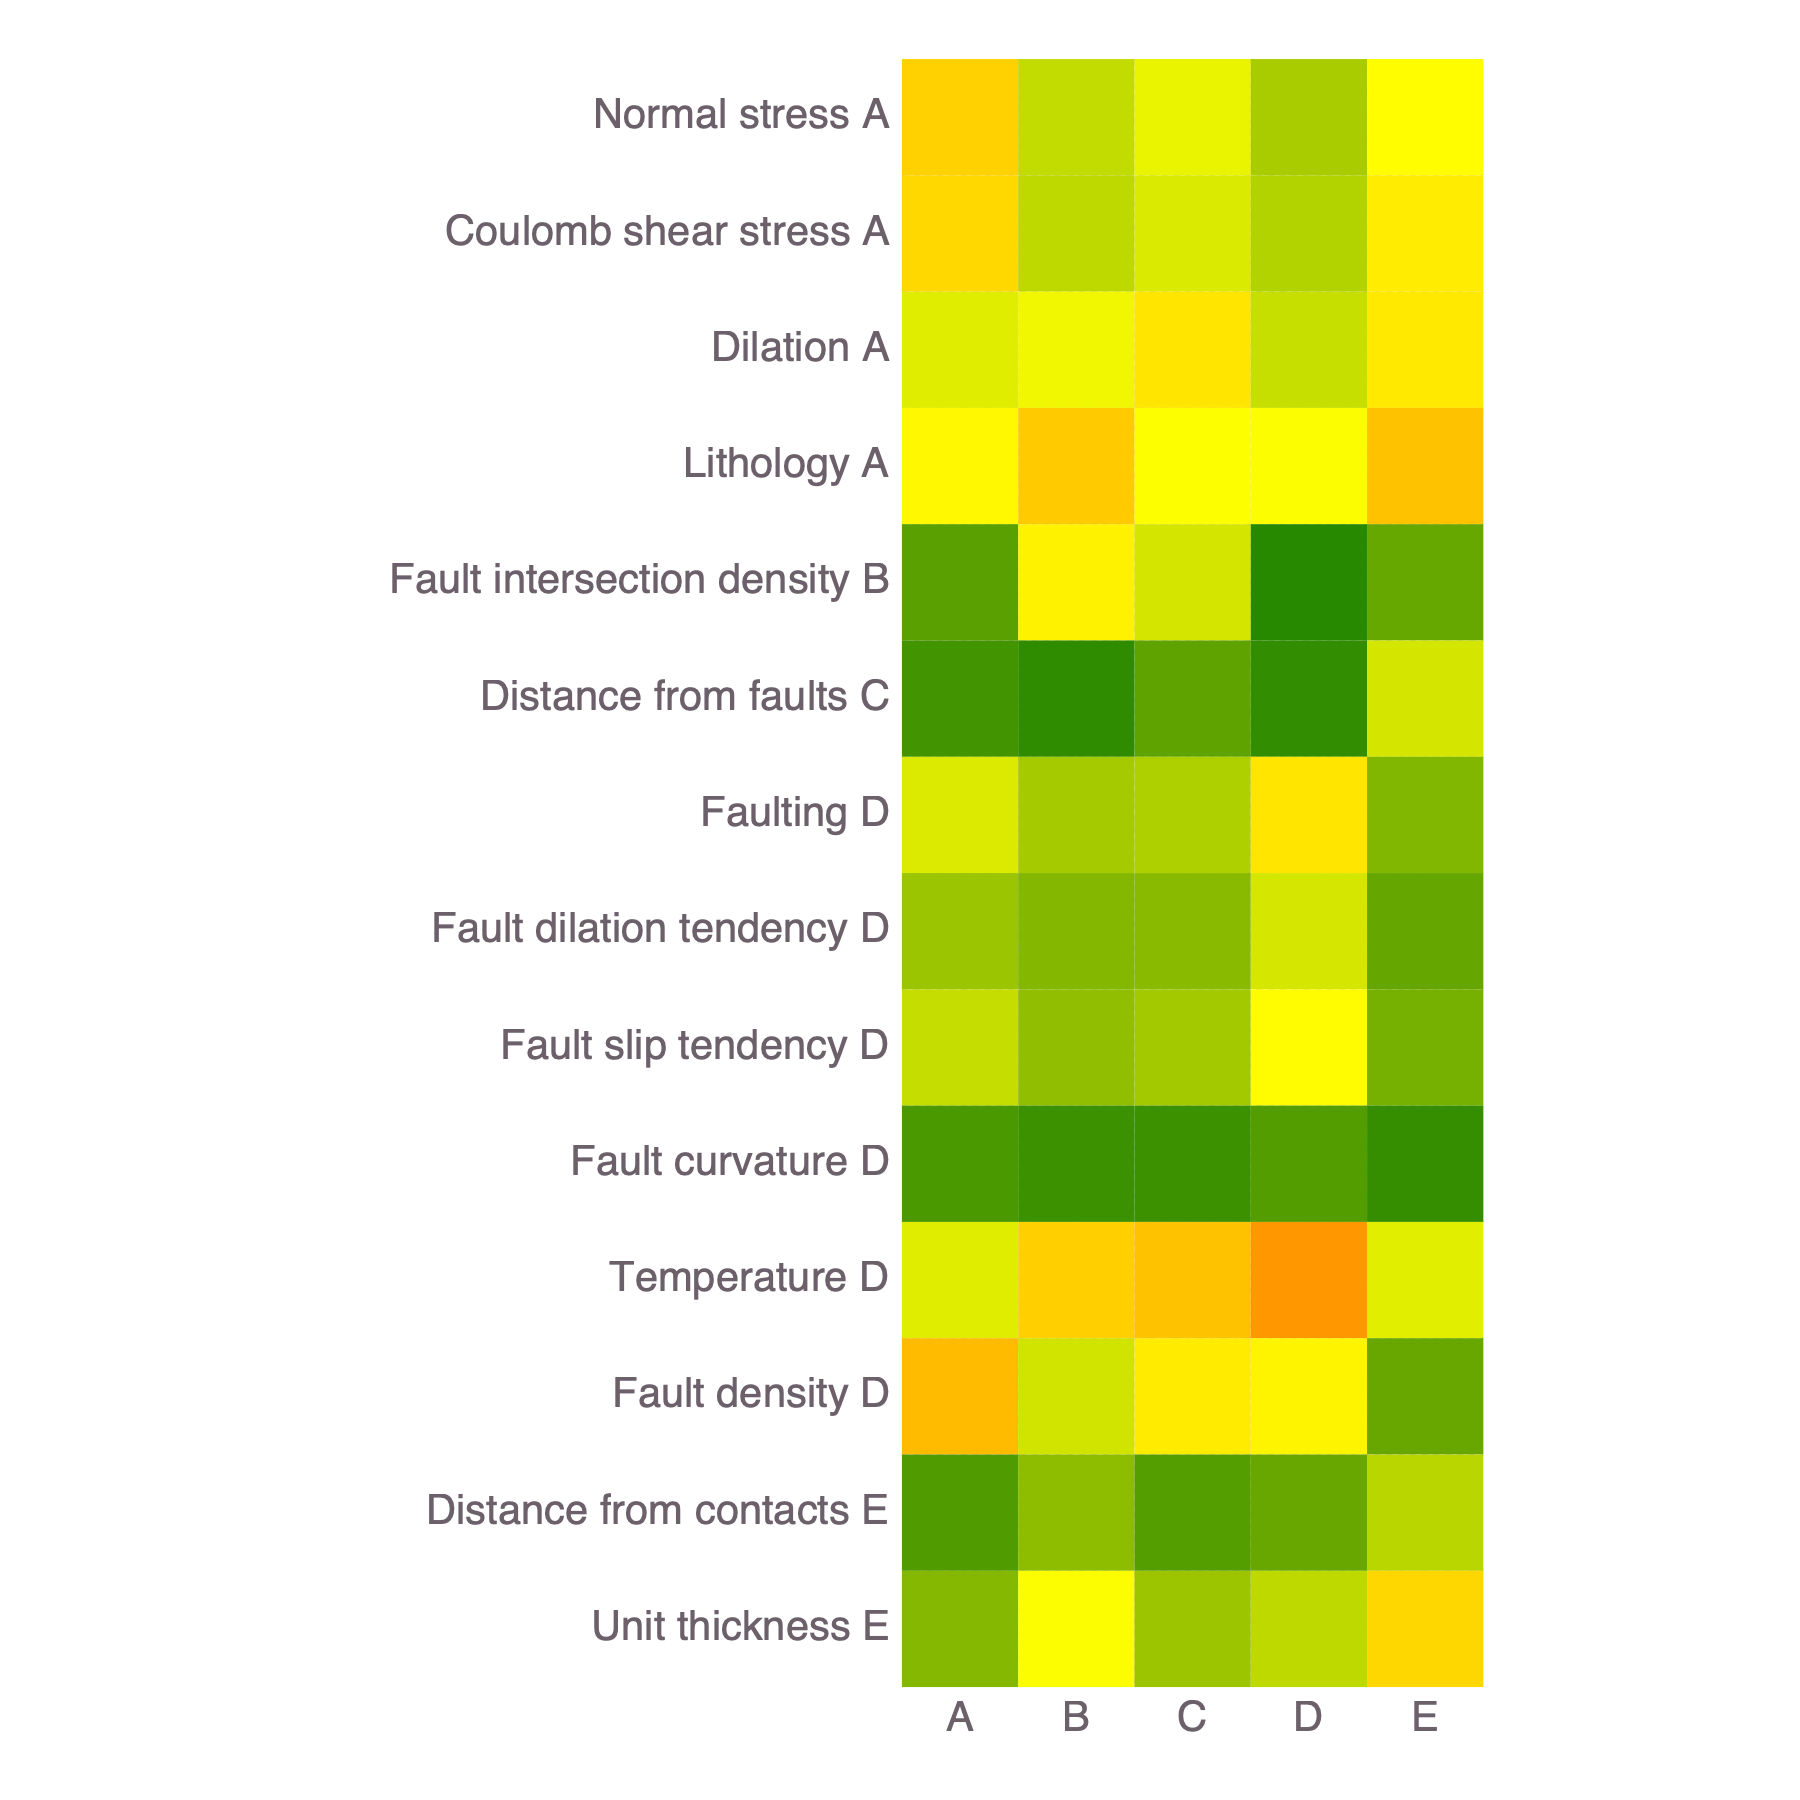 Normal stress A
Coulomb shear stress A
Dilation A
Lithology A
Fault intersection density B
Distance from faults C
Faulting D
Fault dilation tendency D
Fault slip tendency D
Fault curvature D
Temperature D
Fault density D
Distance from contacts E
Unit thickness E
A B C D E